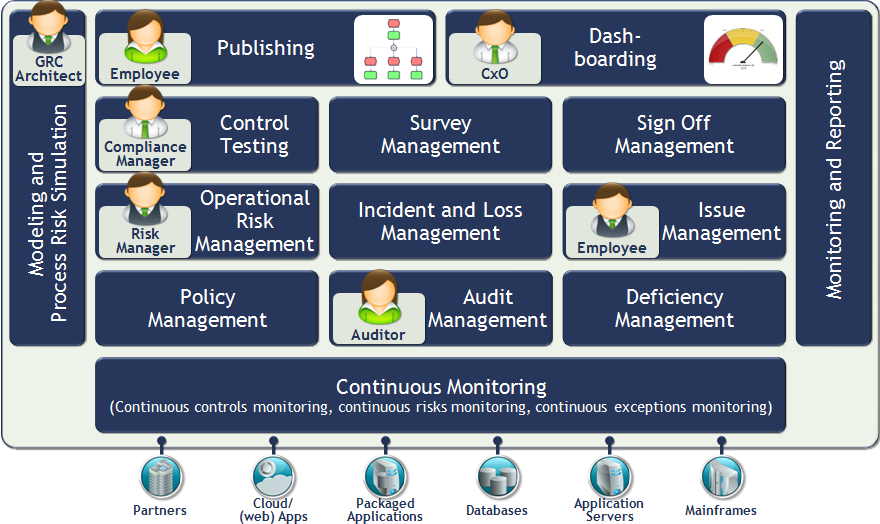 GRC
Architect
Modeling and
Process Risk Simulation
Employee
Publishing
CxO
Dash-
boarding
Monitoring and Reporting
Compliance
Manager
Control
Testing
Survey
Management
Sign Off
Management
Risk
Manager
Operational
Risk
Management
Incident and Loss
Management
Employee
Issue
Management
Policy
Management
Auditor
Audit
Management
Deficiency
Management
Continuous Monitoring
(Continuous controls monitoring, continuous risks monitoring, continuous exceptions monitoring)
Partners
Cloud/
(web) Apps
Packaged
Applications
Databases
Application
Servers
Mainframes